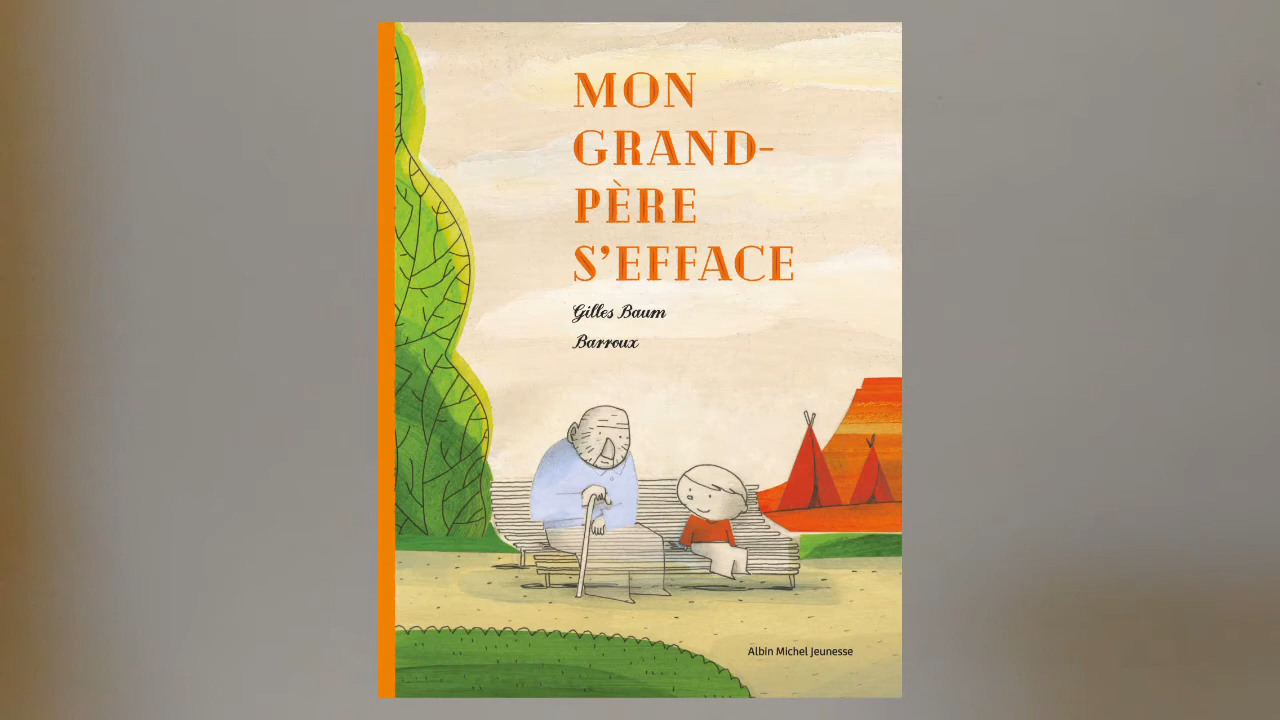 MON
GRAND-
PÈRE
S'EFFACE
Gilles Baum
Barroux
Albin Michel Jeunesse